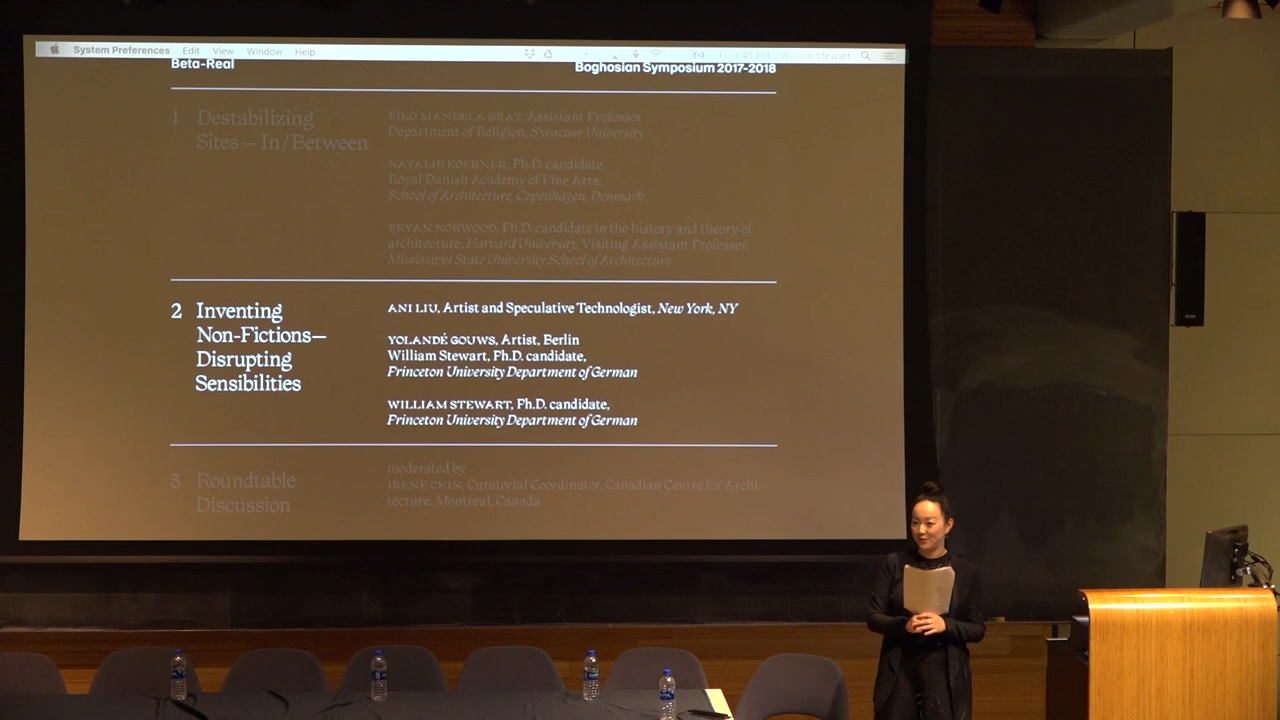 System Preferences Edit View Window Help
William Stewart
Beta-Real
Boghosian Symposium 2017-2018
1 Destabilizing
Sites – In/Between
BIKO MANDELA GRAY, Assistant Professor
Department of Religion, Syracuse University
NATALIE KOERNER, Ph.D. candidate,
Royal Danish Academy of Fine Arts,
School of Architecture, Copenhagen, Denmark
BRYAN NORWOOD, Ph.D. candidate in the history and theory of
architecture, Harvard University, Visiting Assistant Professor,
Mississippi State University School of Architecture
2 Inventing
Non-Fictions—
Disrupting
Sensibilities
ANI LIU, Artist and Speculative Technologist, New York, NY
YOLANDÉ GOUWS, Artist, Berlin
William Stewart, Ph.D. candidate,
Princeton University Department of German
WILLIAM STEWART, Ph.D. candidate,
Princeton University Department of German
3 Roundtable
Discussion
moderated by
IRENE CHIN, Curatorial Coordinator, Canadian Centre for Archi-
tecture, Montreal, Canada